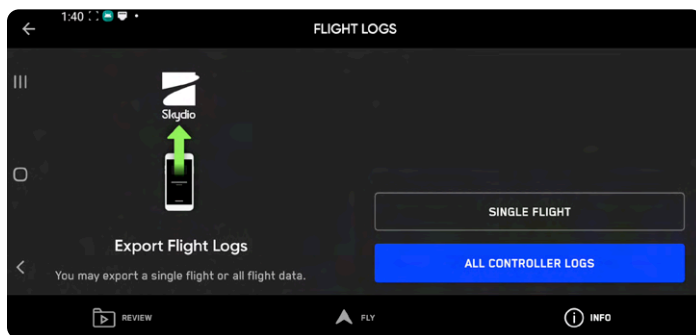 1:40
FLIGHT LOGS
Skydio
Export Flight Logs
You may export a single flight or all flight data.
SINGLE FLIGHT
ALL CONTROLLER LOGS
REVIEW
FLY
INFO